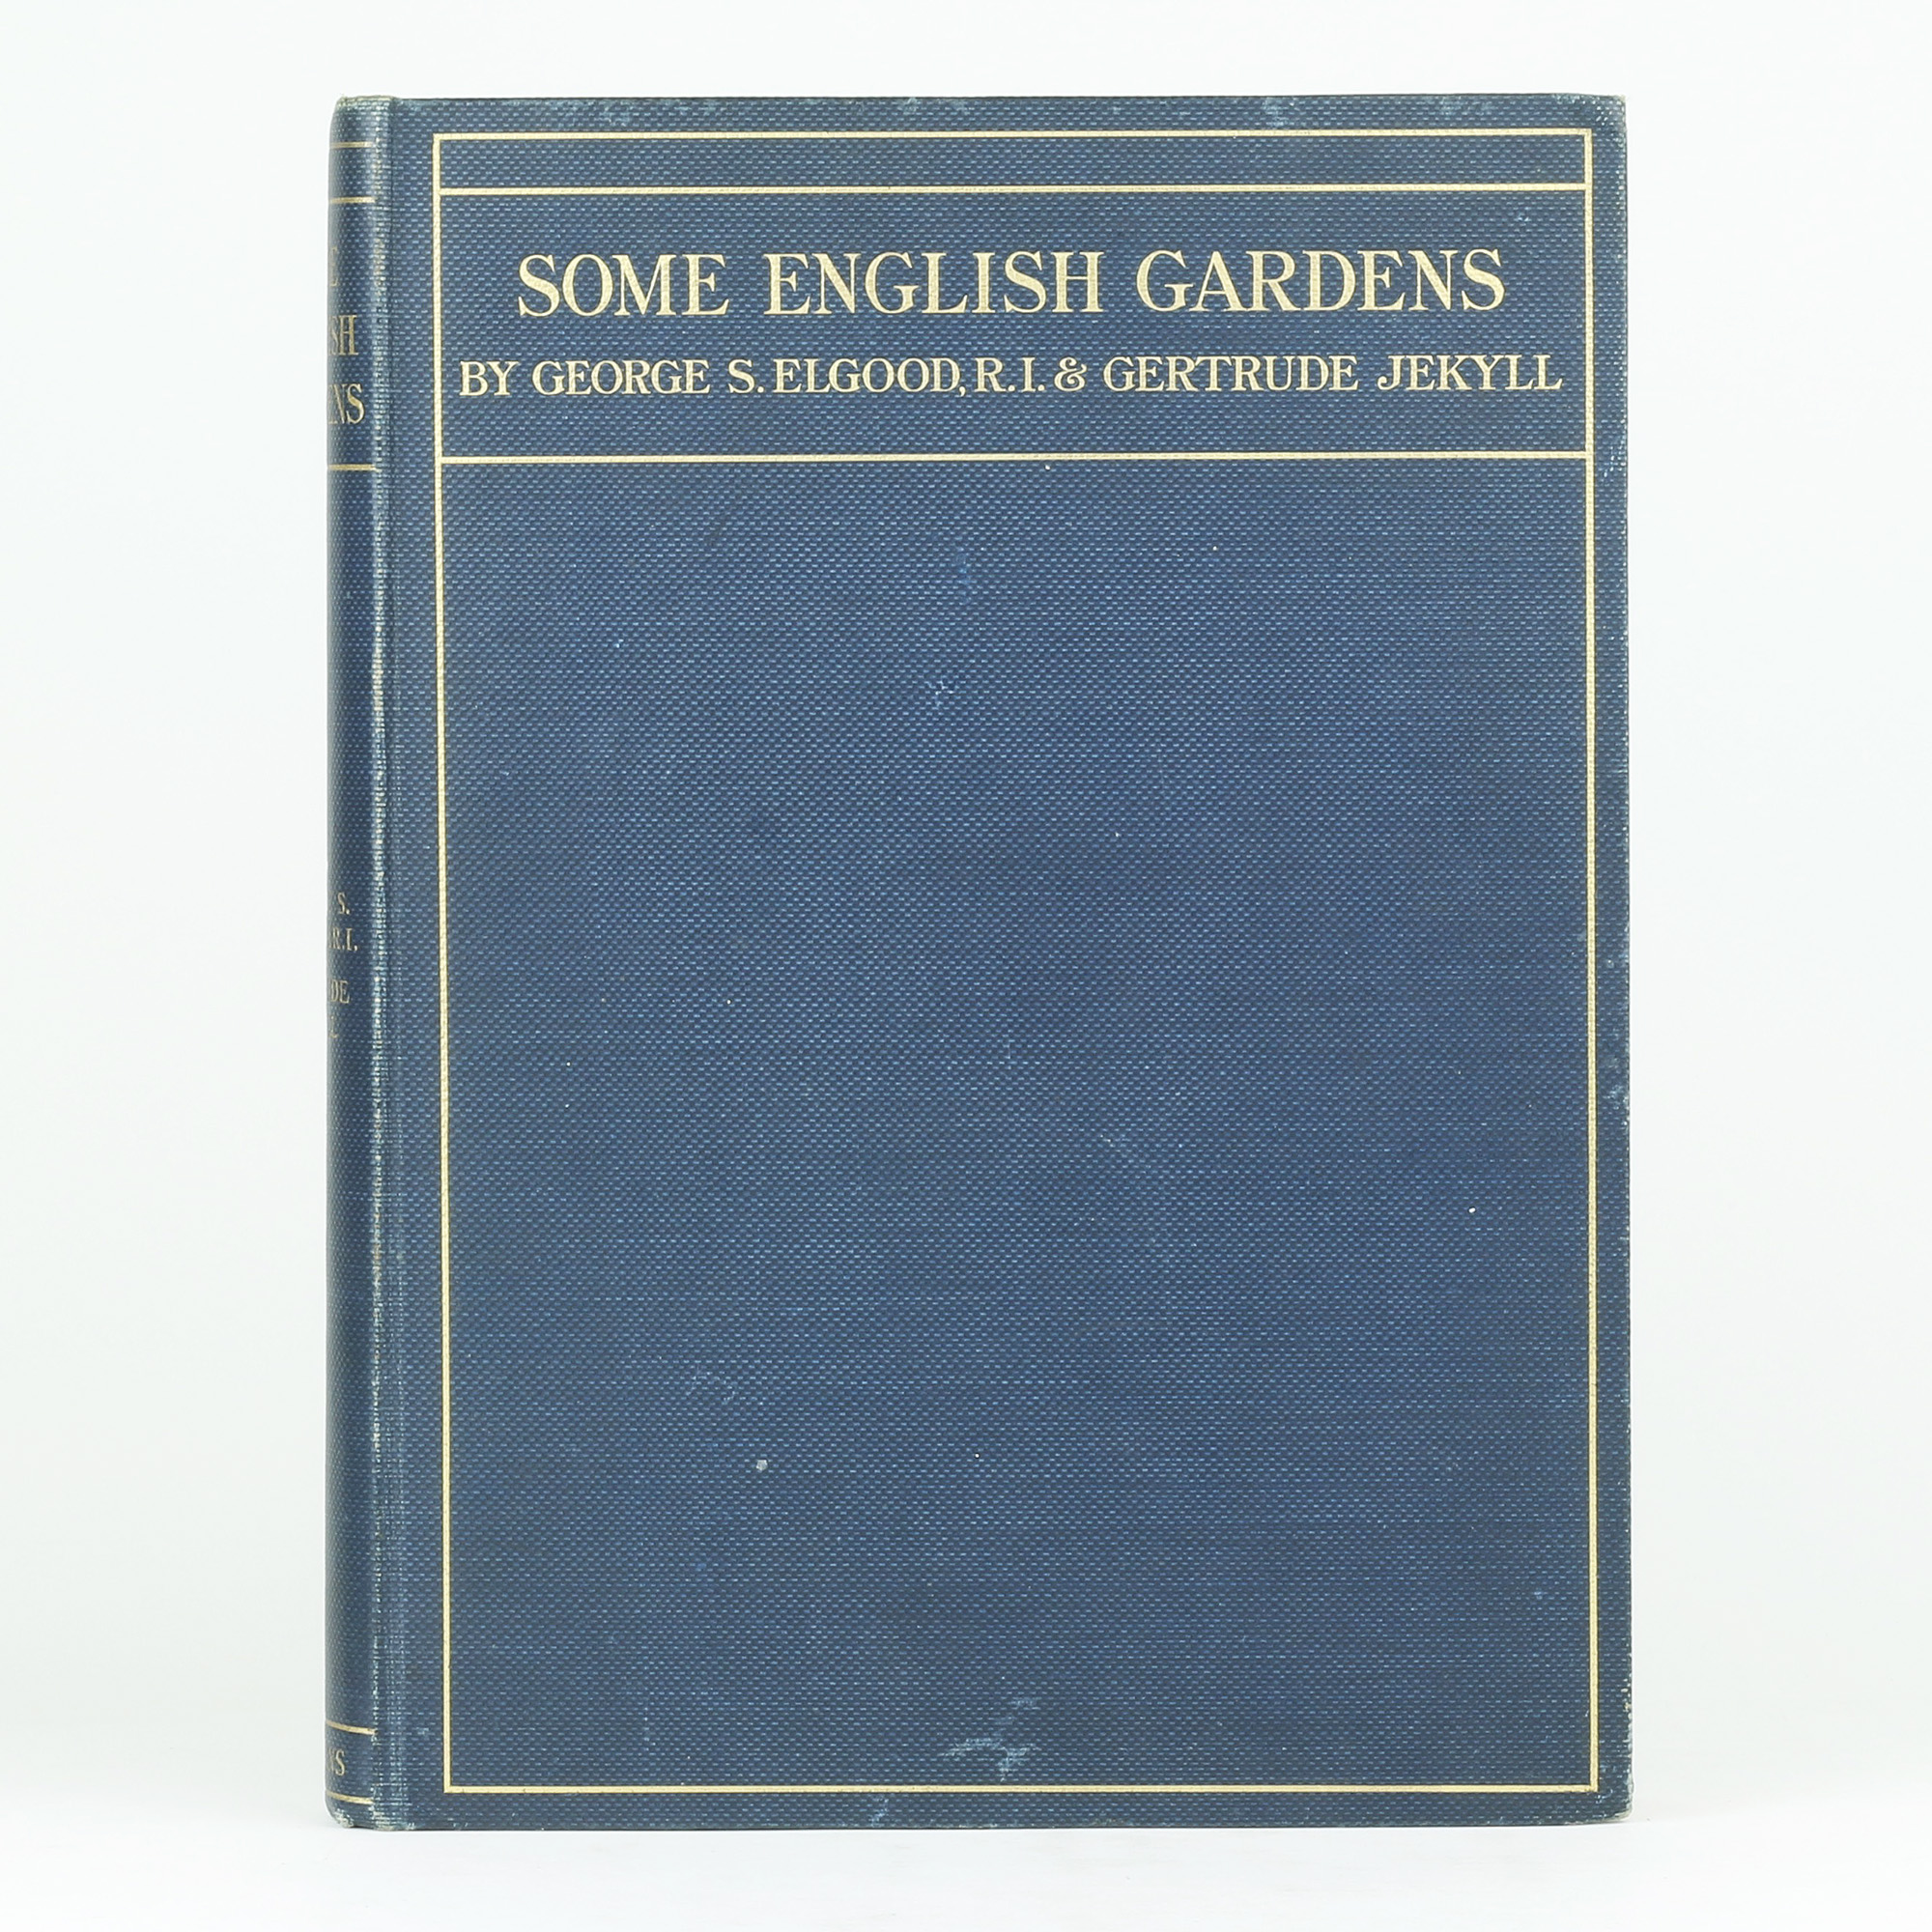 SOME ENGLISH GARDENS
BY GEORGE S. ELGOOD, R.I. & GERTRUDE JEKYLL
S.
R.I.